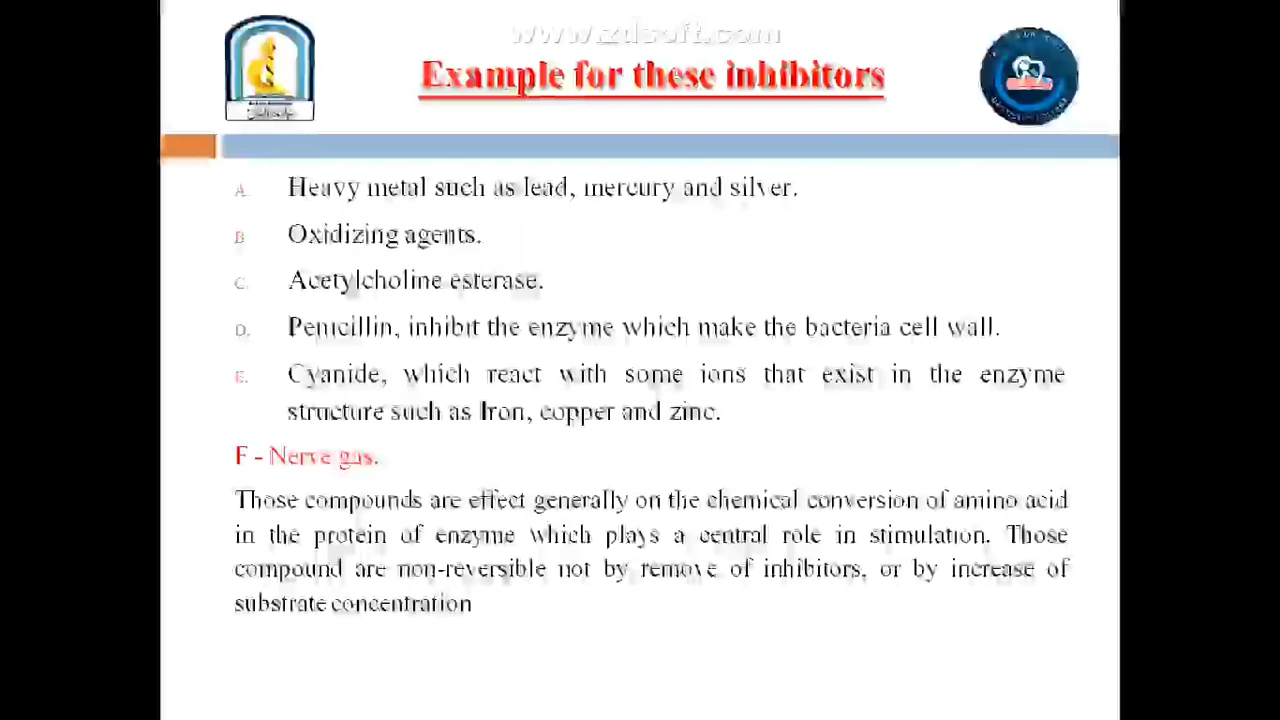 www.zdsoft.com
Example for these inhibitors
A. Heavy metal such as lead, mercury and silver.
B. Oxidizing agents.
C. Acetylcholine esterase.
D. Penicillin, inhibit the enzyme which make the bacteria cell wall.
E. Cyanide, which react with some ions that exist in the enzyme
structure such as Iron, copper and zinc.
F - Nerve gas.
Those compounds are effect generally on the chemical conversion of amino acid
in the protein of enzyme which plays a central role in stimulation. Those
compound are non-reversible not by remove of inhibitors, or by increase of
substrate concentration